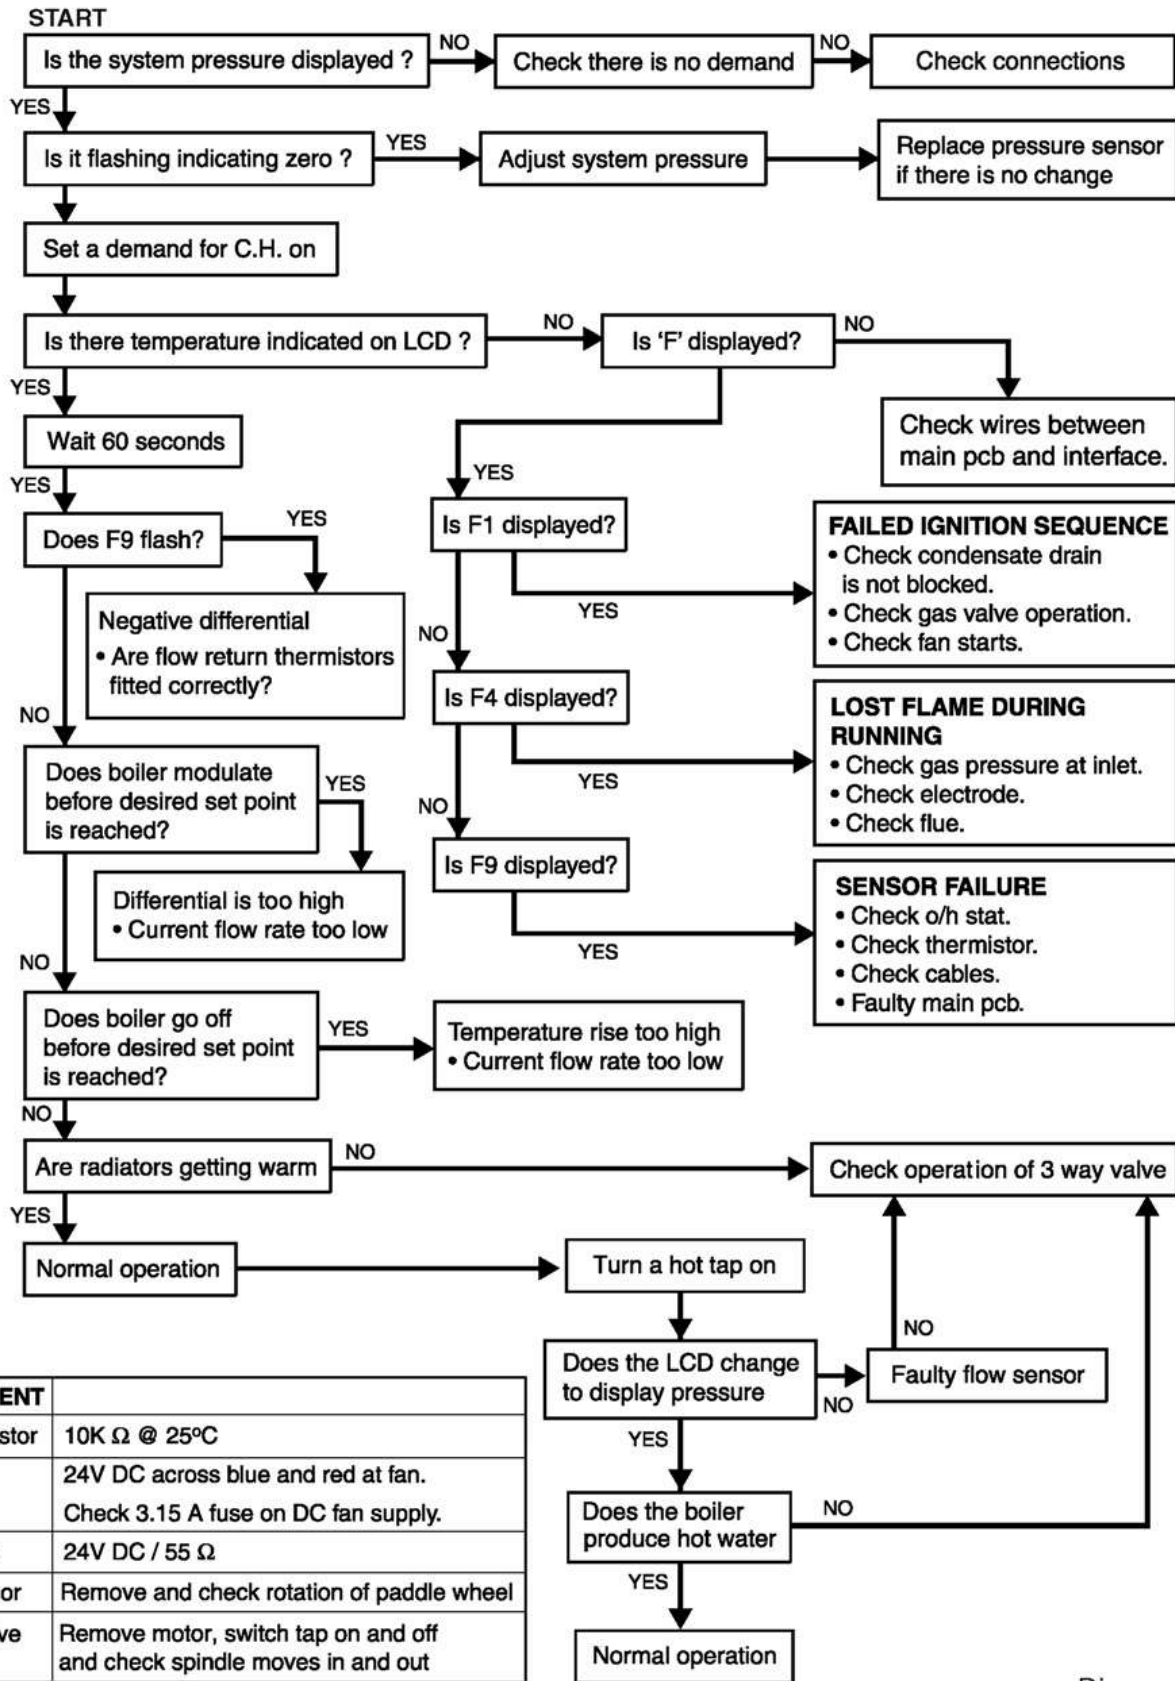 START
Is the system pressure displayed ?
NO
Check there is no demand
NO
Check connections
YES
Is it flashing indicating zero ?
YES
Adjust system pressure
Replace pressure sensor
if there is no change
Set a demand for C.H. on
Is there temperature indicated on LCD ?
NO
Is ‘F’ displayed?
NO
Check wires between
main pcb and interface.
YES
Wait 60 seconds
YES
Does F9 flash?
YES
Negative differential
• Are flow return thermistors
fitted correctly?
NO
Does boiler modulate
before desired set point
is reached?
YES
Differential is too high
• Current flow rate too low
NO
Does boiler go off
before desired set point
is reached?
YES
Temperature rise too high
• Current flow rate too low
NO
Are radiators getting warm
NO
Check operation of 3 way valve
YES
Normal operation
YES
Is F1 displayed?
YES
FAILED IGNITION SEQUENCE
• Check condensate drain
is not blocked.
• Check gas valve operation.
• Check fan starts.
NO
Is F4 displayed?
YES
LOST FLAME DURING
RUNNING
• Check gas pressure at inlet.
• Check electrode.
• Check flue.
NO
Is F9 displayed?
YES
SENSOR FAILURE
• Check o/h stat.
• Check thermistor.
• Check cables.
• Faulty main pcb.
Turn a hot tap on
Does the LCD change
to display pressure
NO
Faulty flow sensor
NO
YES
Does the boiler
produce hot water
NO
YES
Normal operation
ENT
stor 10K Ω @ 25ºC
24V DC across blue and red at fan.
Check 3.15 A fuse on DC fan supply.
24V DC / 55 Ω
or Remove and check rotation of paddle wheel
ve Remove motor, switch tap on and off
and check spindle moves in and out